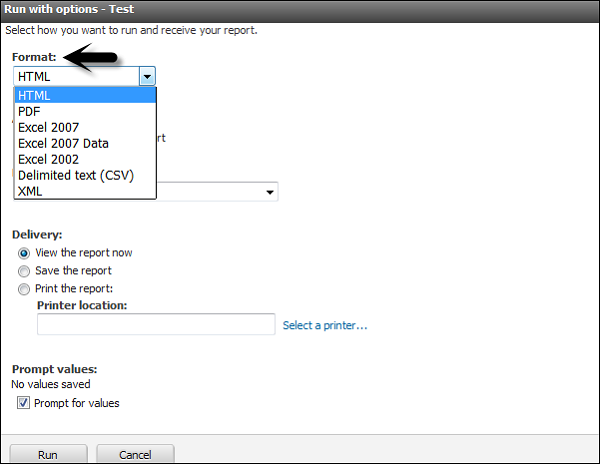 Run with options - Test
Select how you want to run and receive your report.
Format:
HTML
HTML
PDF
Excel 2007
Excel 2007 Data
Excel 2002
Delimited text (CSV)
XML
Delivery:
View the report now
Save the report
Print the report:
Printer location:
Select a printer...
Prompt values:
No values saved
Prompt for values
Run
Cancel